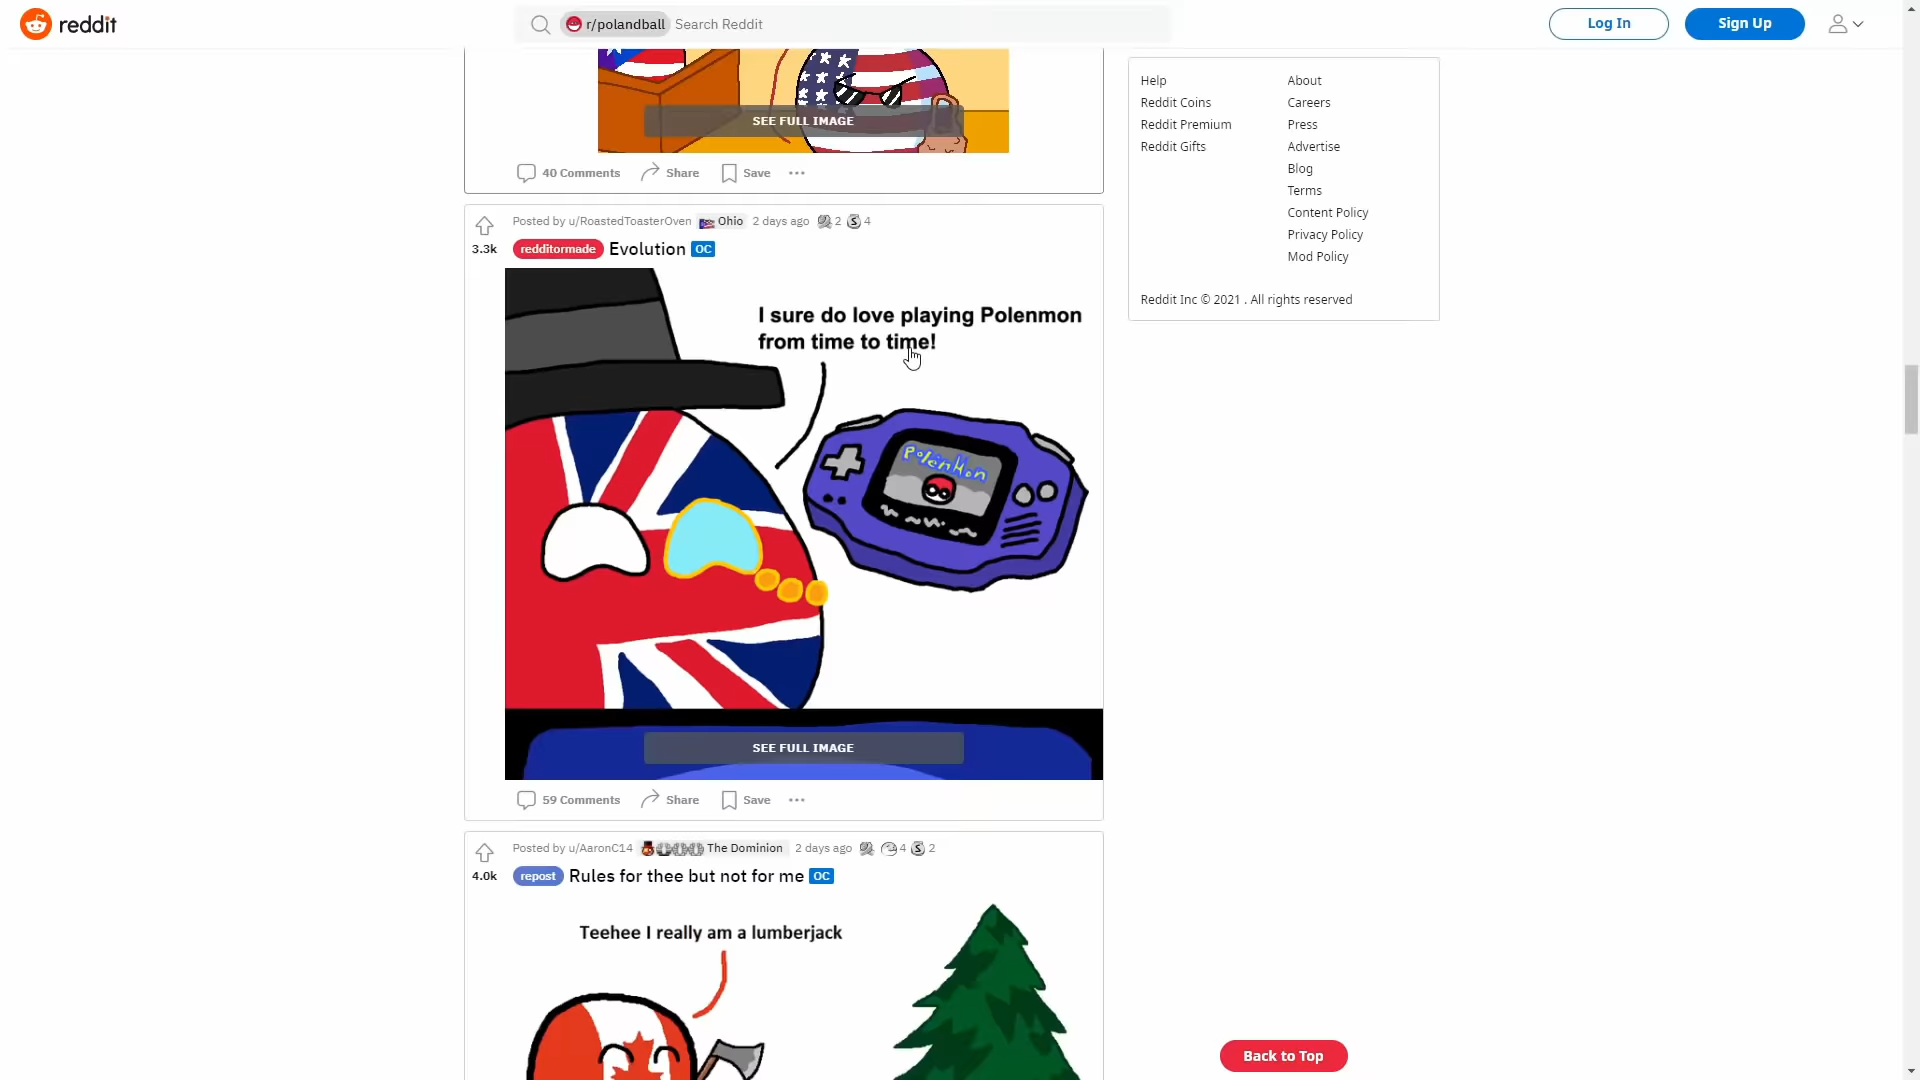 reddit
r/polandball Search Reddit
Log In
Sign Up
SEE FULL IMAGE
40 Comments Share Save
Help
Reddit Coins
Reddit Premium
Reddit Gifts
About
Careers
Press
Advertise
Blog
Terms
Content Policy
Privacy Policy
Mod Policy
Reddit Inc © 2021 . All rights reserved
Posted by u/RoastedToasterOven Ohio 2 days ago 2 S 4
3.3k redditormade Evolution OC
I sure do love playing Polenmon
from time to time!
Polenmon
SEE FULL IMAGE
59 Comments Share Save
Posted by u/AaronC14 The Dominion 2 days ago 4 S 2
4.0k repost Rules for thee but not for me OC
Teehee I really am a lumberjack
Back to Top